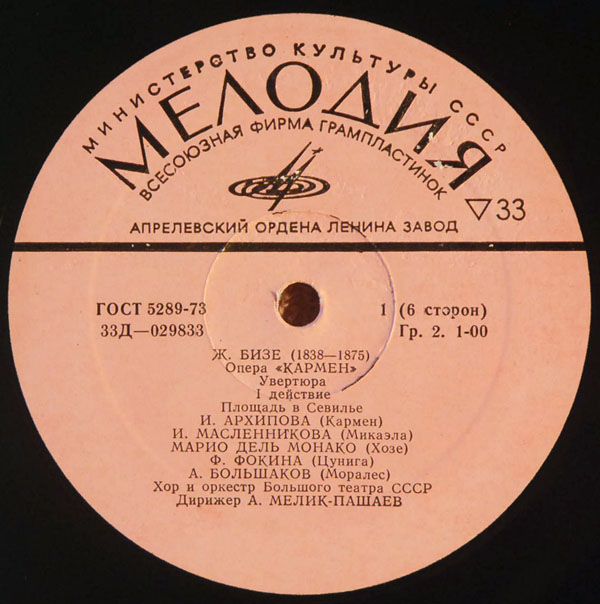 МИНИСТЕРСТВО КУЛЬТУРЫ СССР
МЕЛОДИЯ
ВСЕСОЮЗНАЯ ФИРМА ГРАМПЛАСТИНОК
▽33
АПРЕЛЕВСКИЙ ОРДЕНА ЛЕНИНА ЗАВОД
ГОСТ 5289-73
33Д—029833
1 (6 сторон)
Гр. 2. 1-00
Ж. БИЗЕ (1838—1875)
Опера «КАРМЕН»
Увертюра
I действие
Площадь в Севилье
И. АРХИПОВА (Кармен)
И. МАСЛЕННИКОВА (Микаэла)
МАРИО ДЕЛЬ МОНАКО (Хозе)
Ф. ФОКИНА (Цунига)
А. БОЛЬШАКОВ (Моралес)
Хор и оркестр Большого театра СССР
Дирижер А. МЕЛИК-ПАШАЕВ